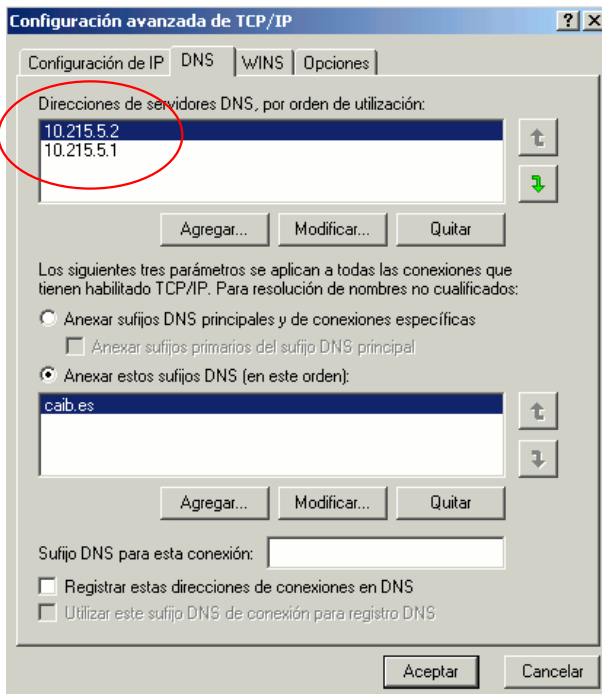 Configuración avanzada de TCP/IP
Configuración de IP DNS WINS Opciones
Direcciones de servidores DNS, por orden de utilización:
10.215.5.2
10.215.5.1
Agregar... Modificar... Quitar
Los siguientes tres parámetros se aplican a todas las conexiones que
tienen habilitado TCP/IP. Para resolución de nombres no cualificados:
Anexar sufijos DNS principales y de conexiones específicas
Anexar sufijos primarios del sufijo DNS principal
Anexar estos sufijos DNS (en este orden):
caib.es
Agregar... Modificar... Quitar
Sufijo DNS para esta conexión:
Registrar estas direcciones de conexiones en DNS
Utilizar este sufijo DNS de conexión para registro DNS
Aceptar Cancelar